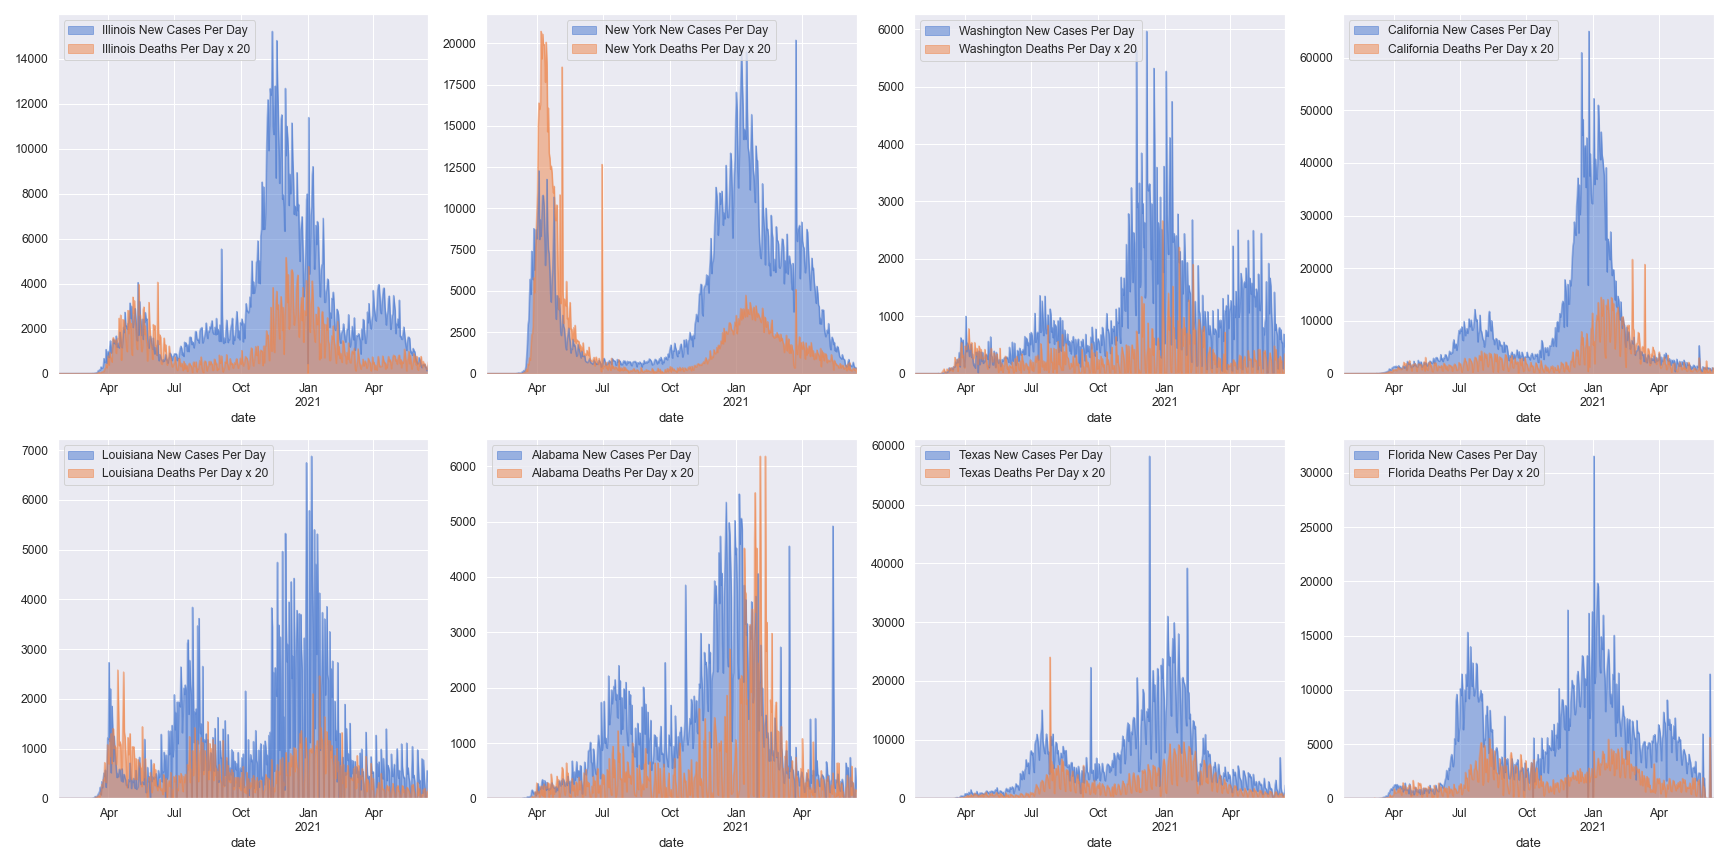 Illinois New Cases Per Day
Illinois Deaths Per Day x 20
14000
12000
10000
8000
6000
4000
2000
0
Apr
Jul
Oct
Jan
2021
Apr
date
New York New Cases Per Day
New York Deaths Per Day x 20
20000
17500
15000
12500
10000
7500
5000
2500
0
Apr
Jul
Oct
Jan
2021
Apr
date
Washington New Cases Per Day
Washington Deaths Per Day x 20
6000
5000
4000
3000
2000
1000
0
Apr
Jul
Oct
Jan
2021
Apr
date
California New Cases Per Day
California Deaths Per Day x 20
60000
50000
40000
30000
20000
10000
0
Apr
Jul
Oct
Jan
2021
Apr
date
Louisiana New Cases Per Day
Louisiana Deaths Per Day x 20
7000
6000
5000
4000
3000
2000
1000
0
Apr
Jul
Oct
Jan
2021
Apr
date
Alabama New Cases Per Day
Alabama Deaths Per Day x 20
6000
5000
4000
3000
2000
1000
0
Apr
Jul
Oct
Jan
2021
Apr
date
Texas New Cases Per Day
Texas Deaths Per Day x 20
60000
50000
40000
30000
20000
10000
0
Apr
Jul
Oct
Jan
2021
Apr
date
Florida New Cases Per Day
Florida Deaths Per Day x 20
30000
25000
20000
15000
10000
5000
0
Apr
Jul
Oct
Jan
2021
Apr
date